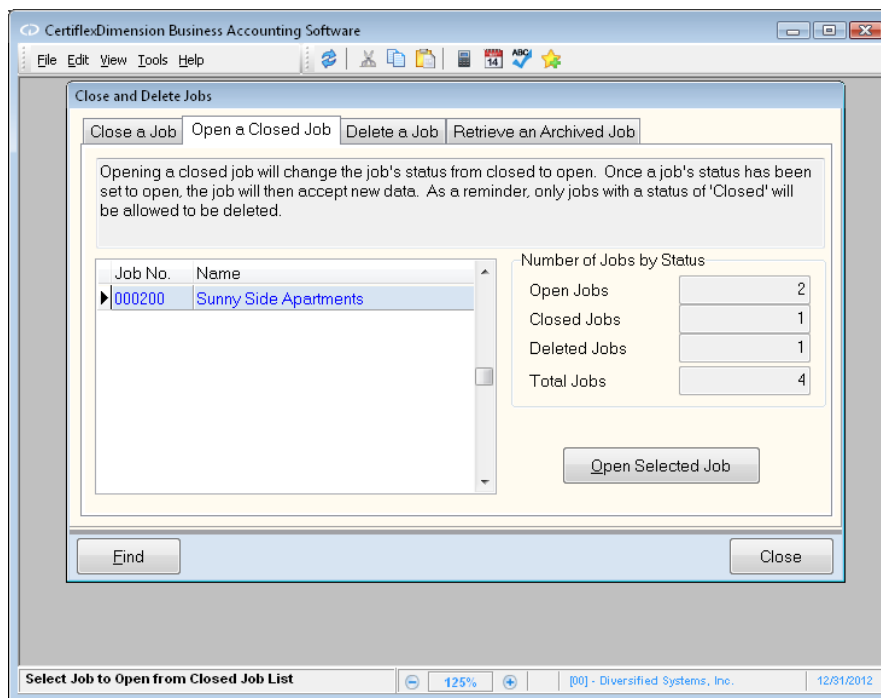 CertiflexDimension Business Accounting Software
File Edit View Tools Help
14
ABC
Close and Delete Jobs
Close a Job
Open a Closed Job
Delete a Job
Retrieve an Archived Job
Opening a closed job will change the job's status from closed to open. Once a job's status has been
set to open, the job will then accept new data. As a reminder, only jobs with a status of 'Closed' will
be allowed to be deleted.
Job No. Name
000200 Sunny Side Apartments
Number of Jobs by Status
Open Jobs 2
Closed Jobs 1
Deleted Jobs 1
Total Jobs 4
Open Selected Job
Find
Close
Select Job to Open from Closed Job List
125%
[00] - Diversified Systems, Inc.
12/31/2012